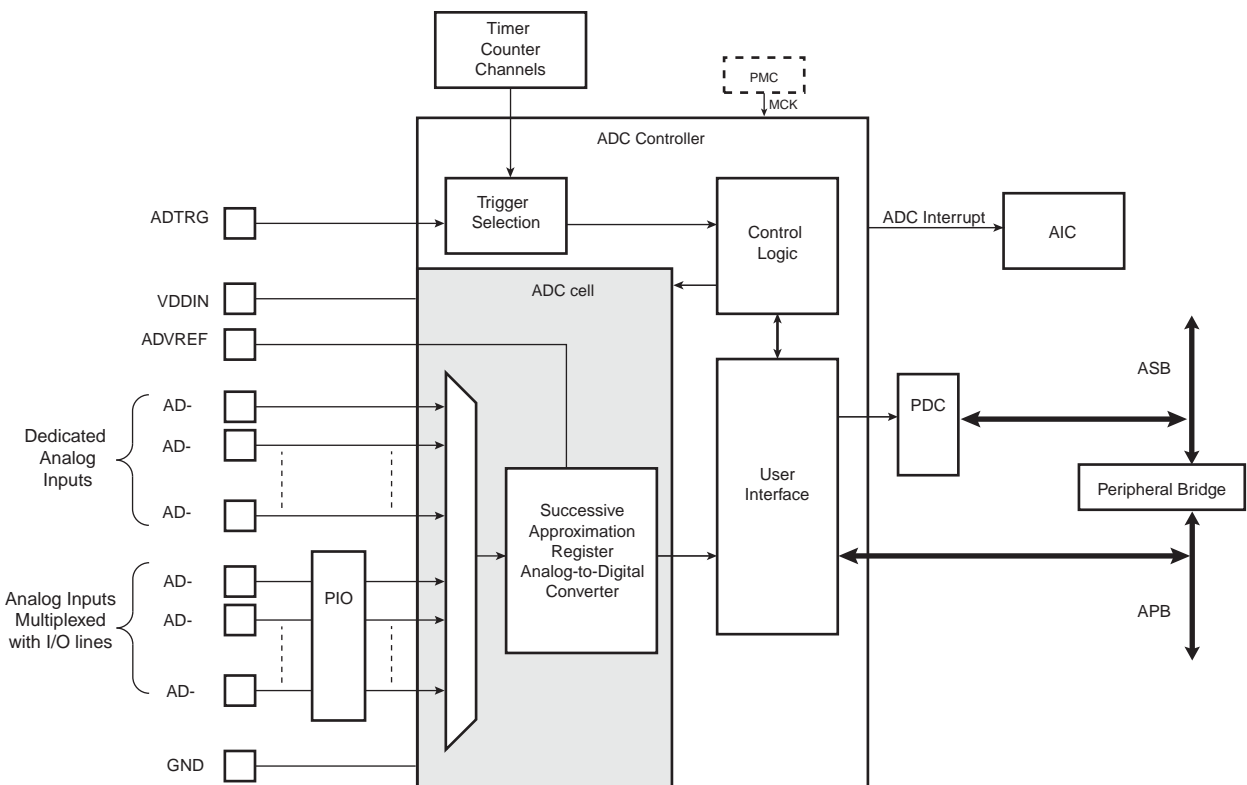 Timer
Counter
Channels
PMC
MCK
ADC Controller
Trigger
Selection
Control
Logic
ADTRG
ADC Interrupt
AIC
VDDIN
ADC cell
ADVREF
ASB
Dedicated
Analog
Inputs
AD-
AD-
AD-
PDC
User
Interface
Peripheral Bridge
Successive
Approximation
Register
Analog-to-Digital
Converter
Analog Inputs
Multiplexed
with I/O lines
AD-
AD-
AD-
PIO
APB
GND